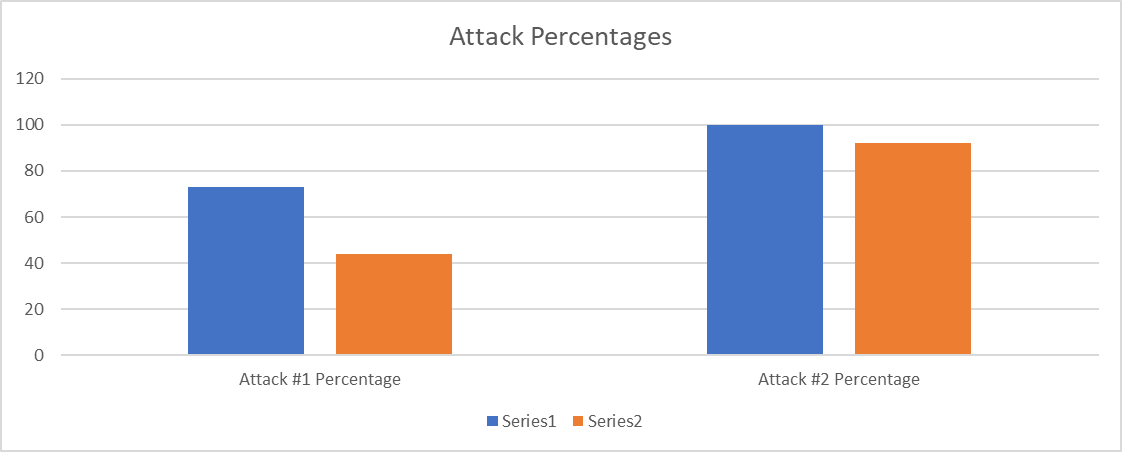 Attack Percentages
120
100
80
60
40
20
0
Attack #1 Percentage
Attack #2 Percentage
Series1
Series2